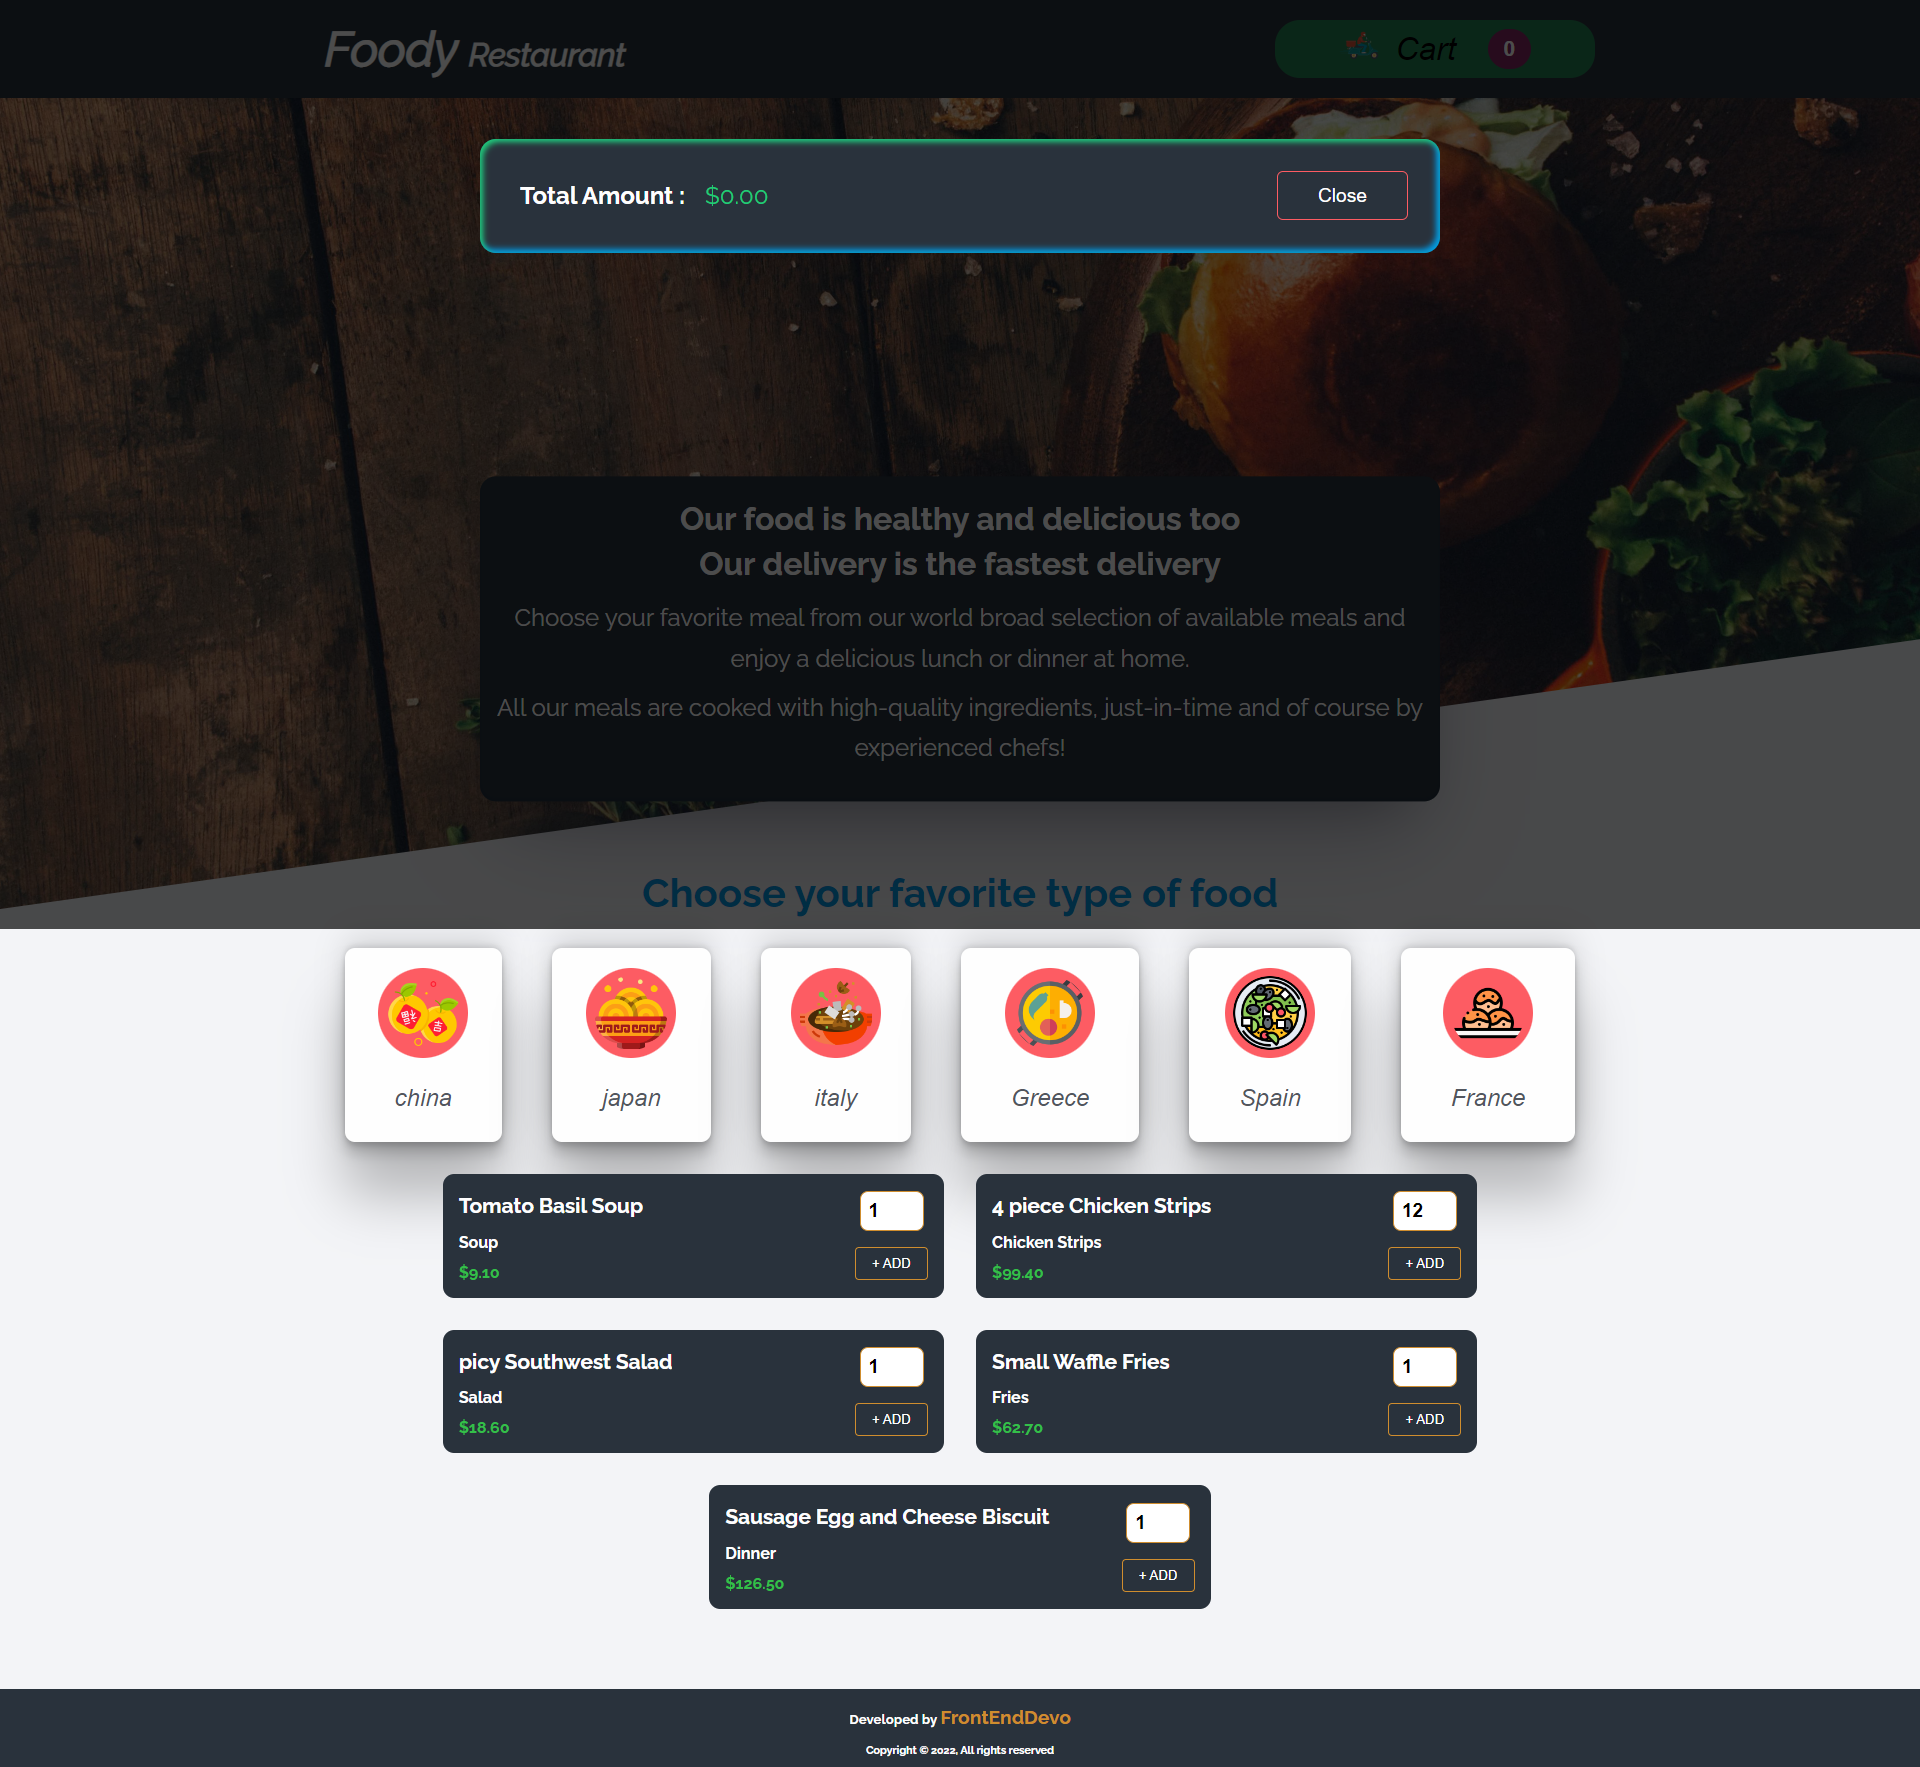 Foody Restaurant
Cart 0
Total Amount : $0.00
Close
Our food is healthy and delicious too
Our delivery is the fastest delivery
Choose your favorite meal from our world broad selection of available meals and
enjoy a delicious lunch or dinner at home.
All our meals are cooked with high-quality ingredients, just-in-time and of course by
experienced chefs!
Choose your favorite type of food
china
japan
italy
Greece
Spain
France
Tomato Basil Soup
1
Soup
$9.10
+ ADD
4 piece Chicken Strips
12
Chicken Strips
$99.40
+ ADD
picy Southwest Salad
1
Salad
$18.60
+ ADD
Small Waffle Fries
1
Fries
$62.70
+ ADD
Sausage Egg and Cheese Biscuit
1
Dinner
$126.50
+ ADD
Developed by FrontEndDevo
Copyright © 2022, All rights reserved